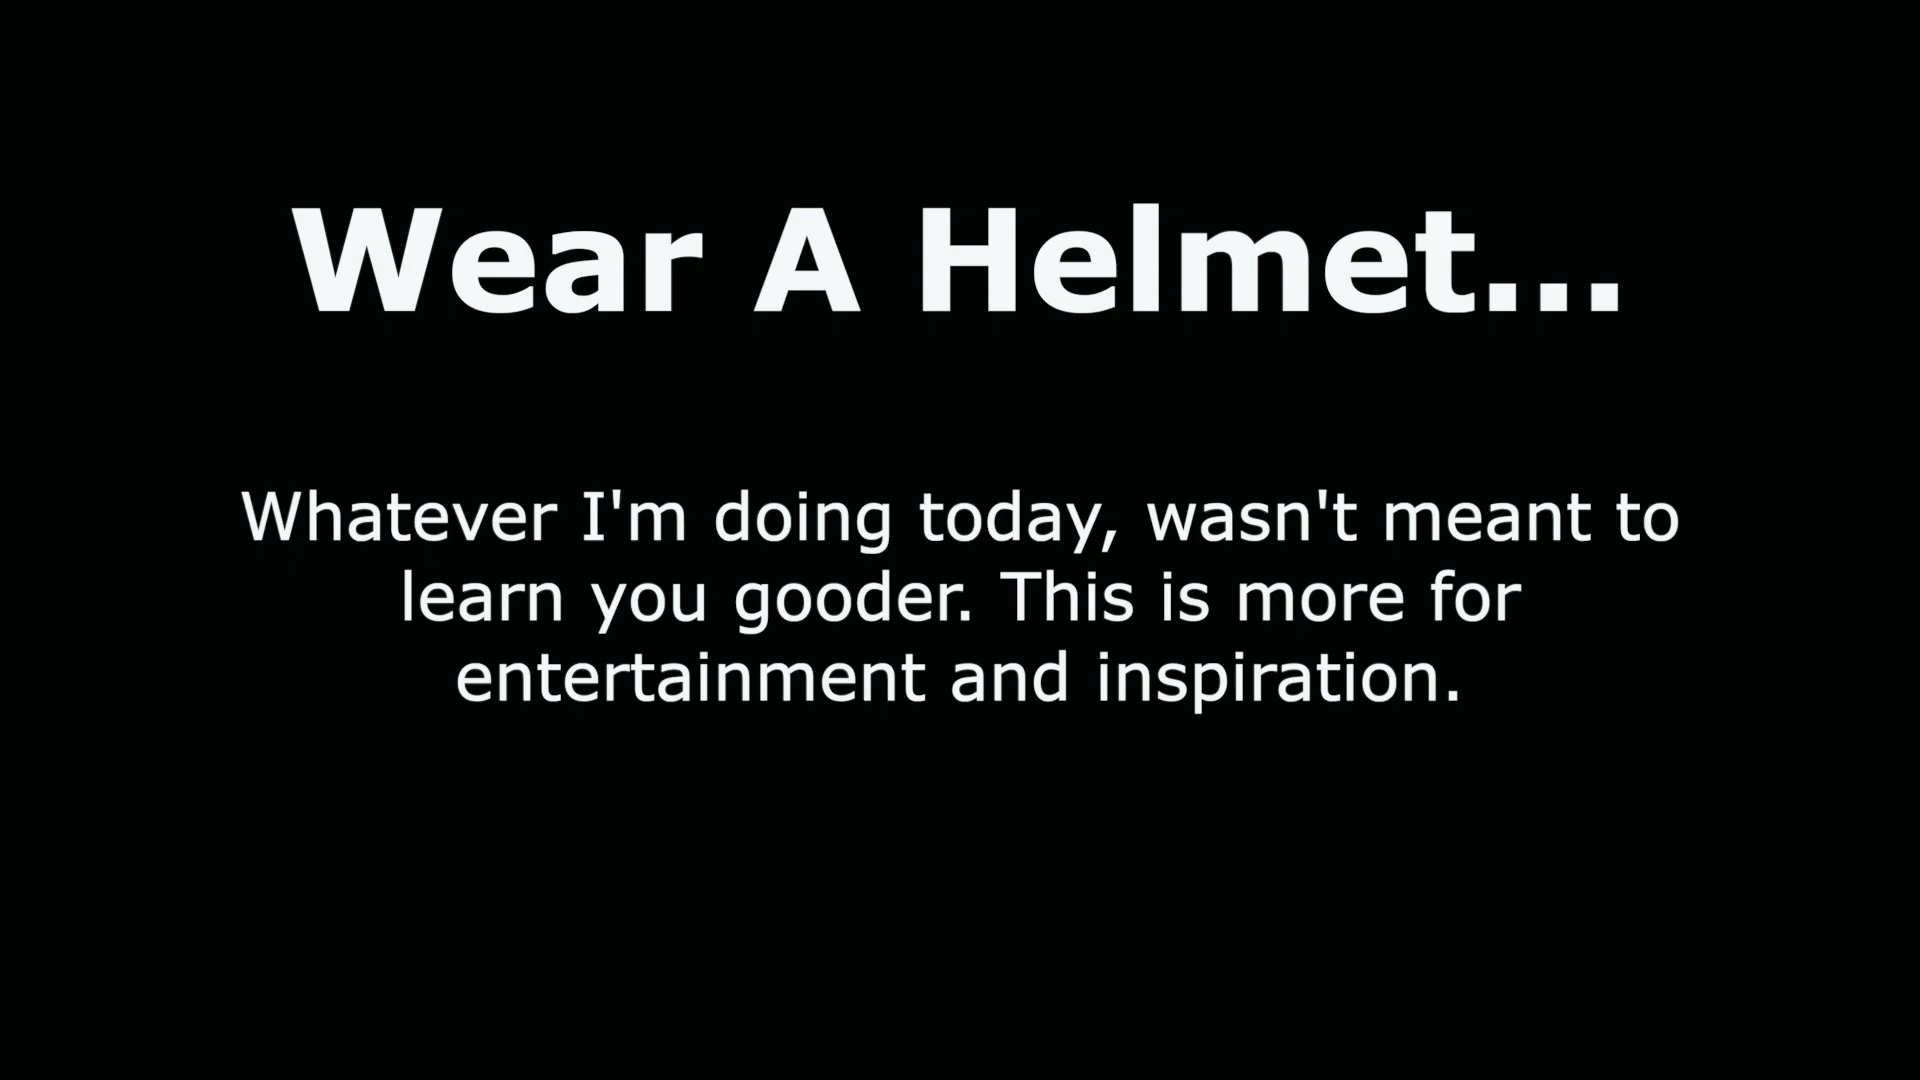 Wear A Helmet...
Whatever I'm doing today, wasn't meant to
learn you gooder. This is more for
entertainment and inspiration.